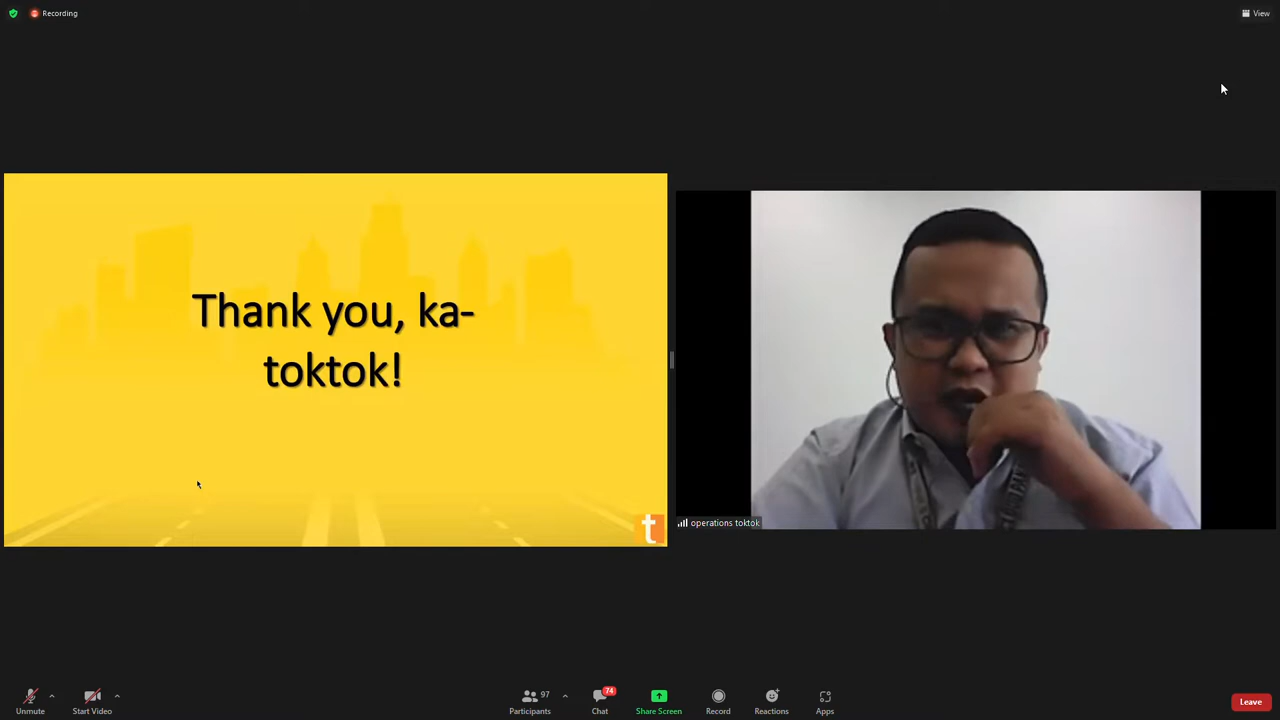 Recording
View
Thank you, ka-
toktok!
t
operations toktok
Unmute
Start Video
97
Participants
74
Chat
Share Screen
Record
Reactions
Apps
Leave